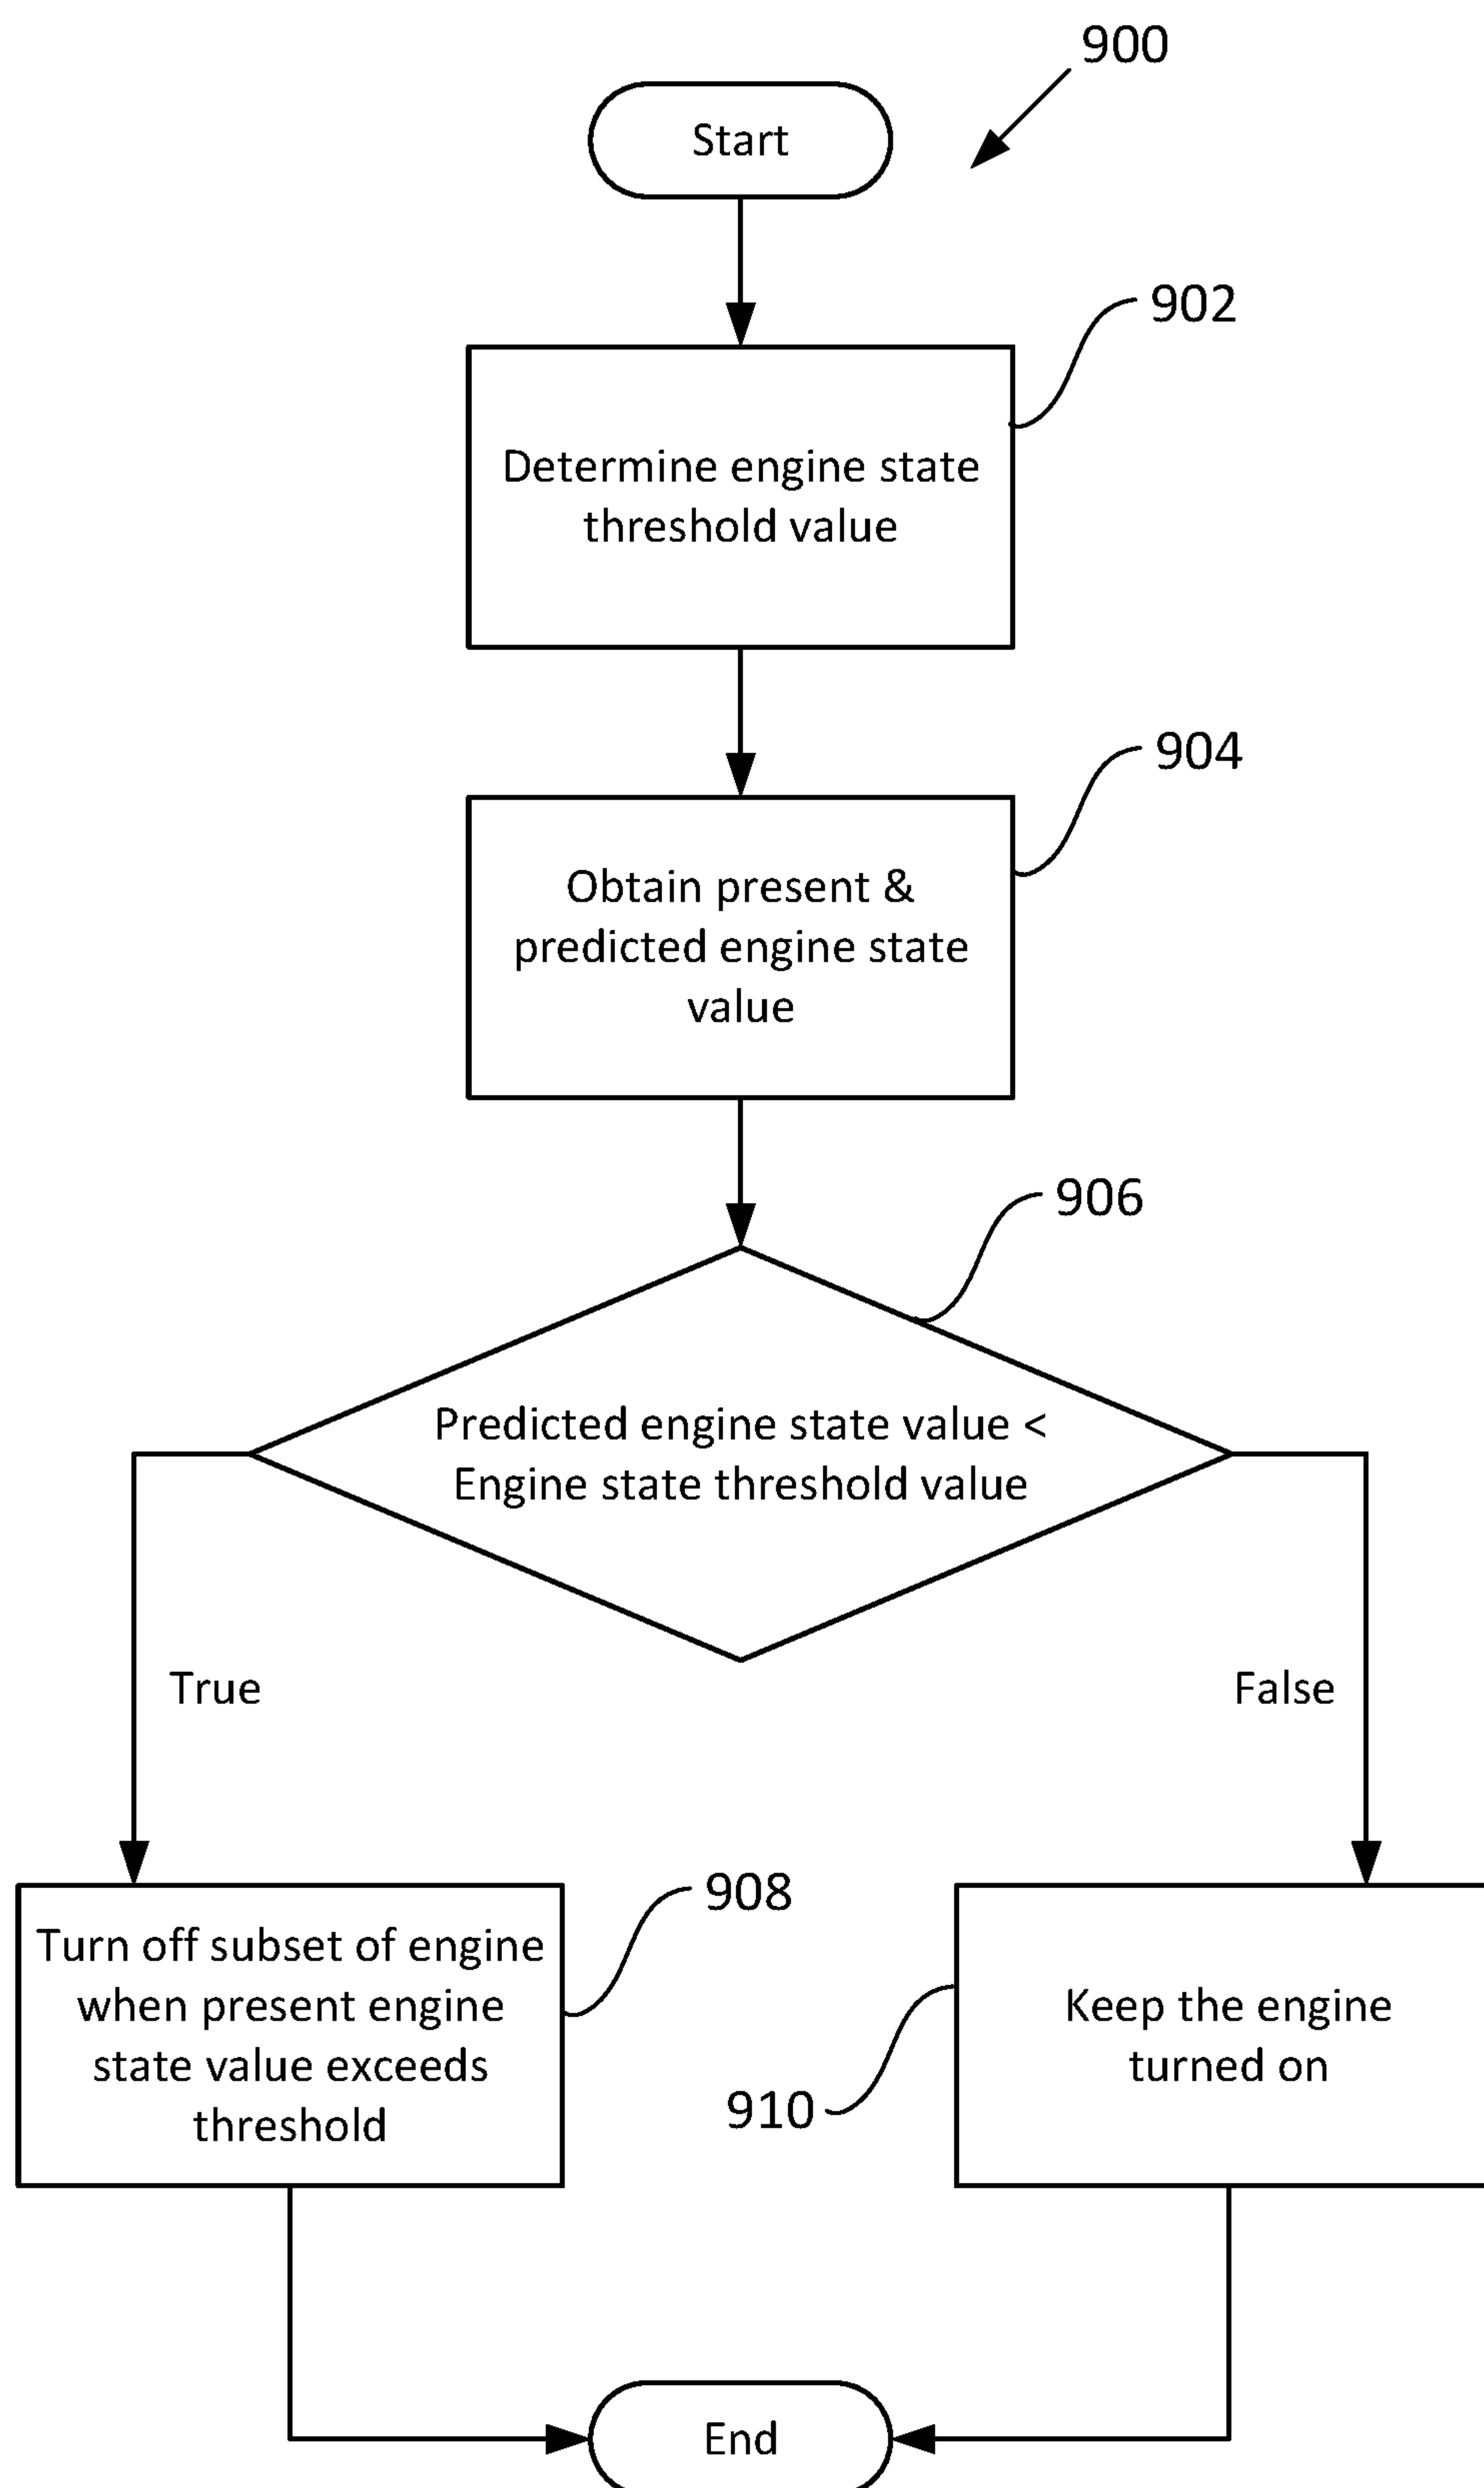 900
Start
902
Determine engine state
threshold value
904
Obtain present &
predicted engine state
value
906
Predicted engine state value <
Engine state threshold value
True
False
908
Turn off subset of engine
when present engine
state value exceeds
threshold
910
Keep the engine
turned on
End